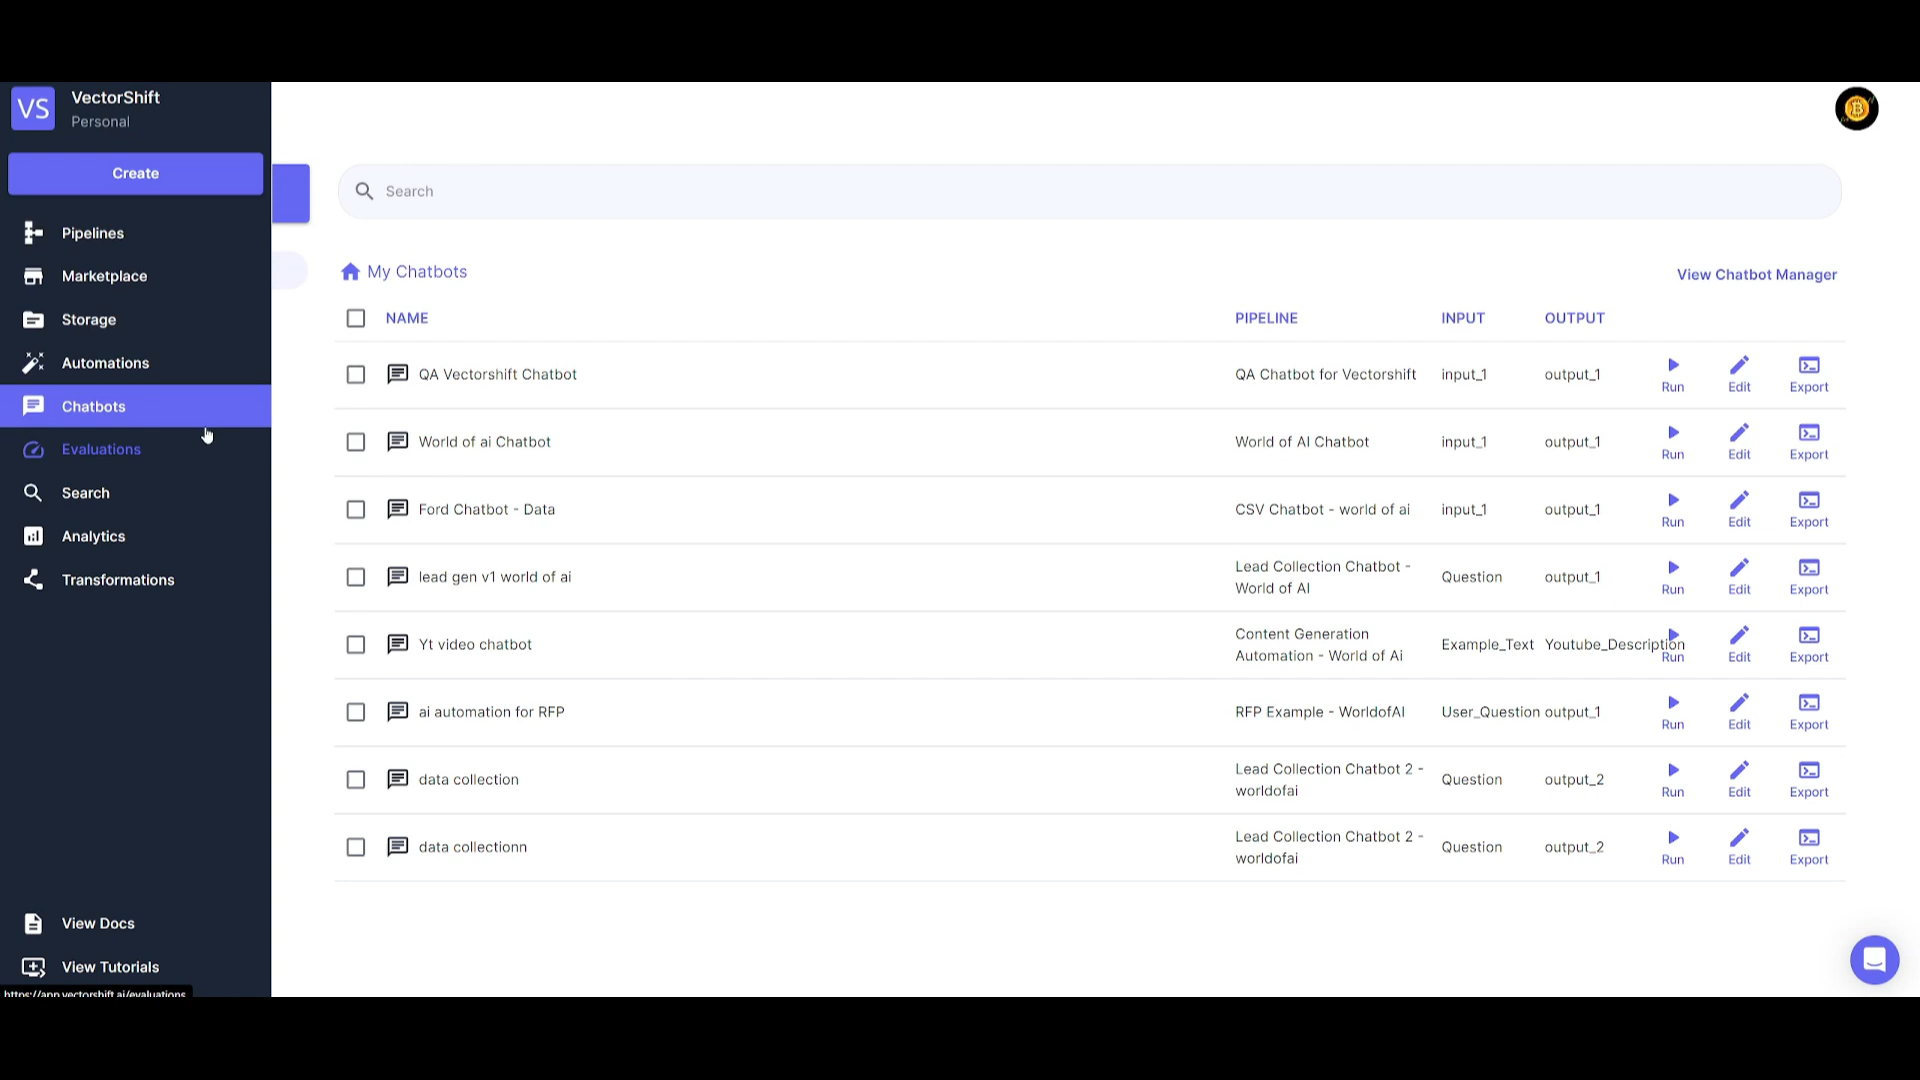 VS
VectorShift
Personal
Create
Pipelines
Marketplace
Storage
Automations
Chatbots
Evaluations
Search
Analytics
Transformations
View Docs
View Tutorials
https://app.vectorshift.ai/evaluations
Search
My Chatbots
View Chatbot Manager
NAME PIPELINE INPUT OUTPUT
QA Vectorshift Chatbot QA Chatbot for Vectorshift input_1 output_1 Run Edit Export
World of ai Chatbot World of AI Chatbot input_1 output_1 Run Edit Export
Ford Chatbot - Data CSV Chatbot - world of ai input_1 output_1 Run Edit Export
lead gen v1 world of ai Lead Collection Chatbot - Question output_1 Run Edit Export
World of AI
Yt video chatbot Content Generation Example_Text Youtube_Description Run Edit Export
Automation - World of Ai
ai automation for RFP RFP Example - WorldofAI User_Question output_1 Run Edit Export
data collection Lead Collection Chatbot 2 - Question output_2 Run Edit Export
worldofai
data collectionn Lead Collection Chatbot 2 - Question output_2 Run Edit Export
worldofai